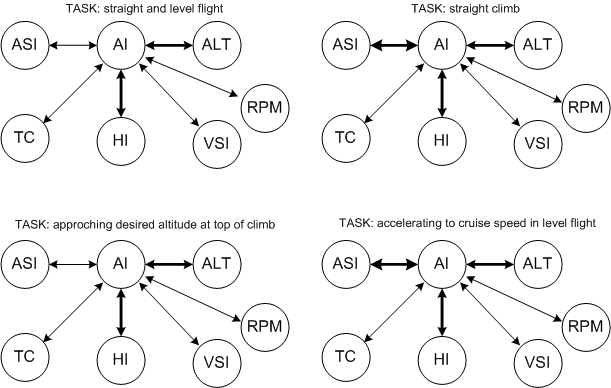 TASK: straight and level flight
ASI AI ALT
RPM
TC HI VSI
TASK: straight climb
ASI AI ALT
RPM
TC HI VSI
TASK: approching desired altitude at top of climb
ASI AI ALT
RPM
TC HI VSI
TASK: accelerating to cruise speed in level flight
ASI AI ALT
RPM
TC HI VSI